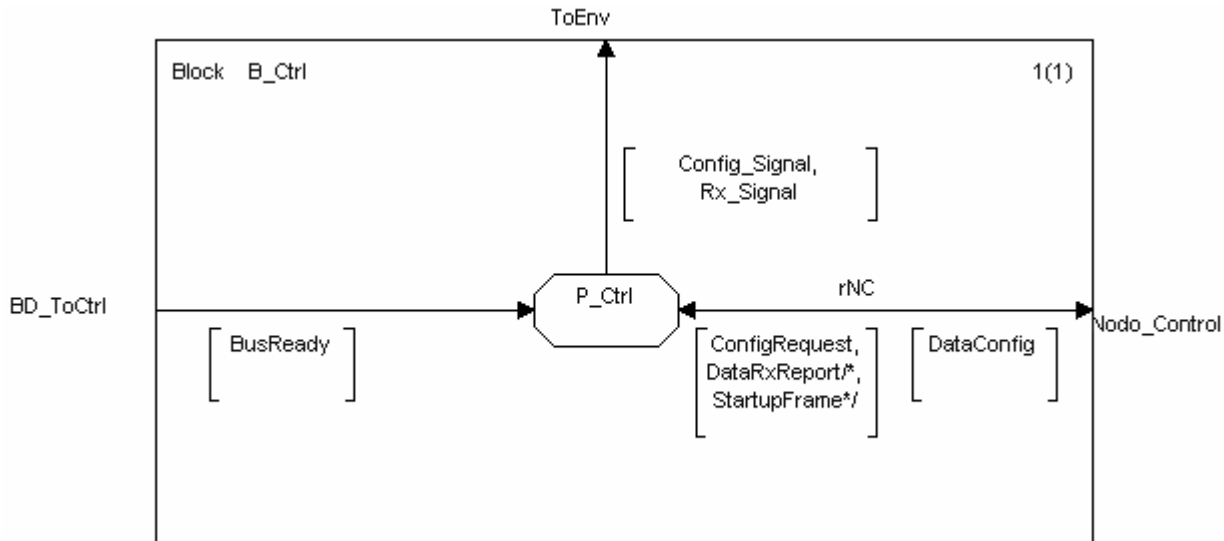 ToEnv
Block B_Ctrl
1(1)
Config_Signal,
Rx_Signal
P_Ctrl
rNC
BD_ToCtrl
Nodo_Control
BusReady
ConfigRequest,
DataRxReport/*,
StartupFrame*/
DataConfig